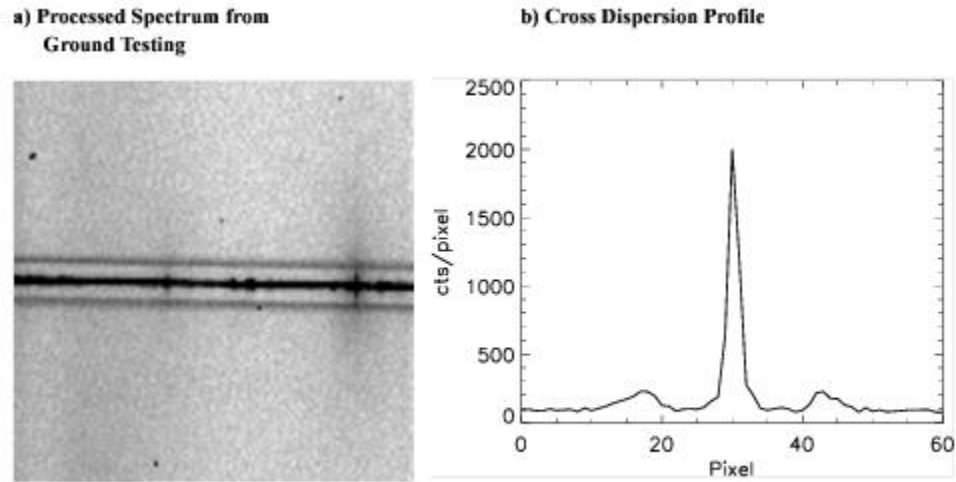 a) Processed Spectrum from
Ground Testing
b) Cross Dispersion Profile
2500
2000
1500
1000
500
0
cts/pixel
0 20 40 60
Pixel